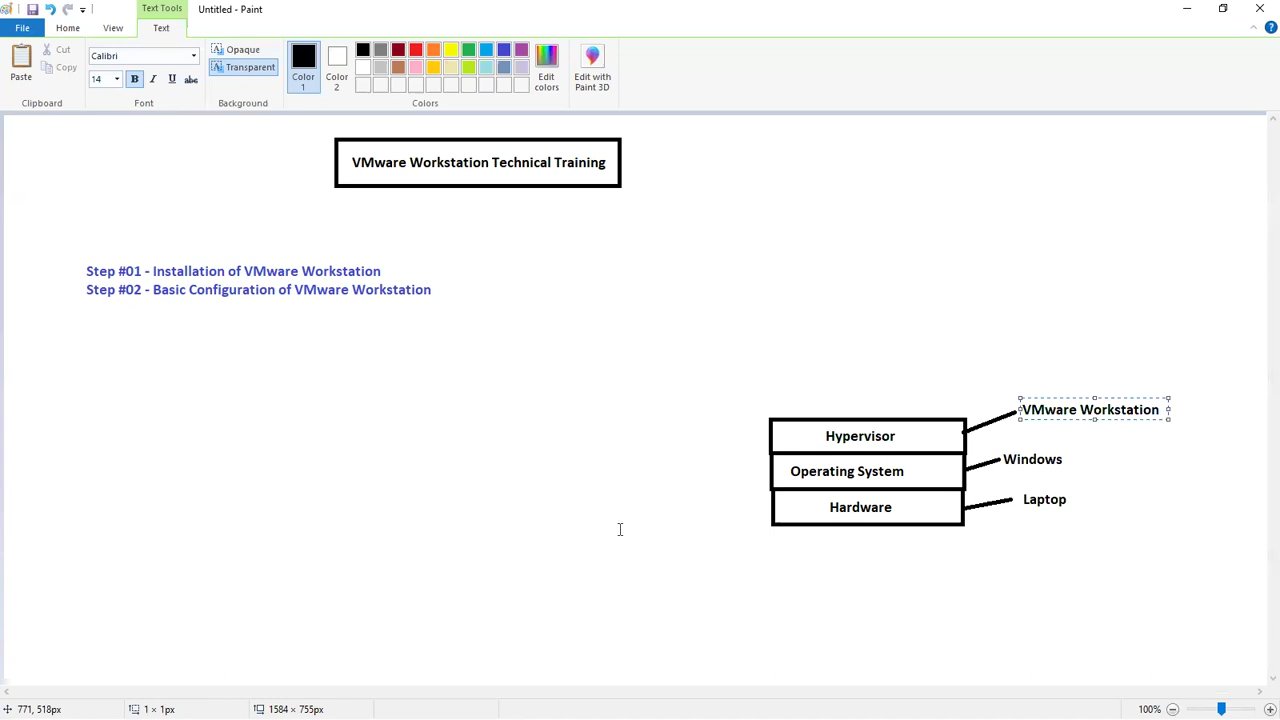 Text Tools
Untitled - Paint
File
Home
View
Text
Paste
Cut
Copy
Clipboard
Calibri
14
B
I
U
abc
Font
Opaque
Transparent
Background
Color
1
Color
2
Edit
colors
Colors
Edit with
Paint 3D
VMware Workstation Technical Training
Step #01 - Installation of VMware Workstation
Step #02 - Basic Configuration of VMware Workstation
VMware Workstation
Hypervisor
Windows
Operating System
Laptop
Hardware
771, 518px
1 × 1px
1584 × 755px
100%